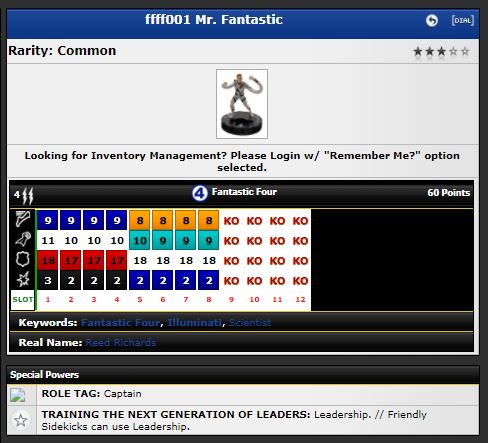 ffff001 Mr. Fantastic
[DIAL]
Rarity: Common
Looking for Inventory Management? Please Login w/ "Remember Me?" option
selected.
4 4 Fantastic Four 60 Points
9 9 9 9 8 8 8 8 KO KO KO KO
11 10 10 10 10 9 9 9 KO KO KO KO
18 17 17 17 18 18 18 18 KO KO KO KO
3 2 2 2 2 2 2 2 KO KO KO KO
SLOT 1 2 3 4 5 6 7 8 9 10 11 12
Keywords: Fantastic Four, Illuminati, Scientist
Real Name: Reed Richards
Special Powers
ROLE TAG: Captain
TRAINING THE NEXT GENERATION OF LEADERS: Leadership. // Friendly
Sidekicks can use Leadership.